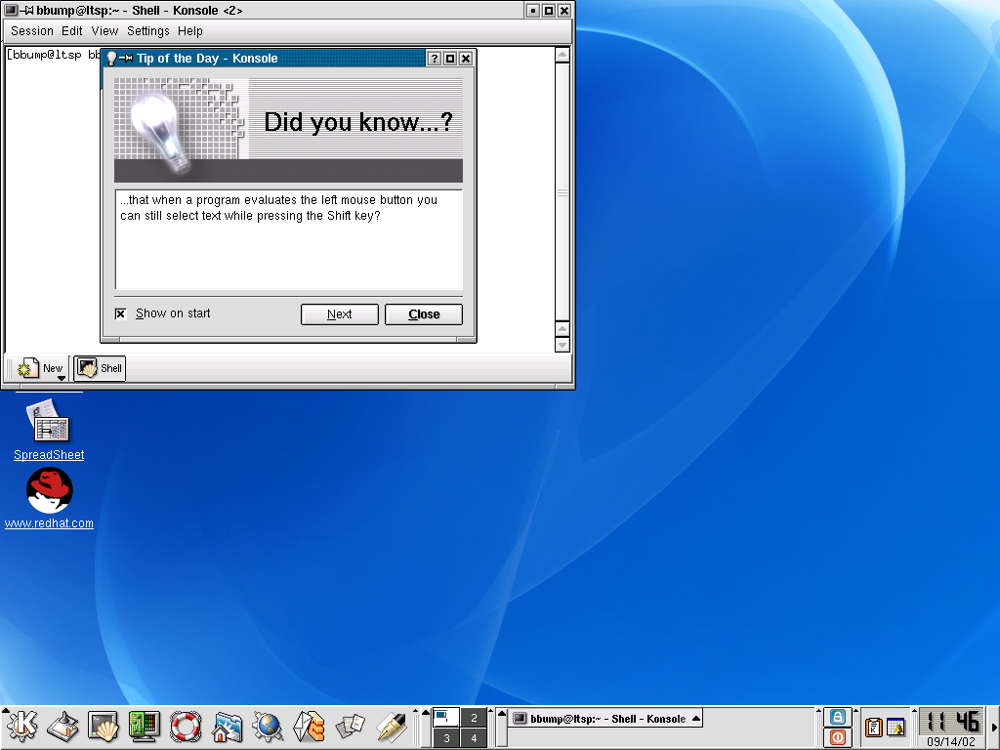 bbump@ltsp:~ - Shell - Konsole <2>
Session Edit View Settings Help
[bbump@ltsp
Tip of the Day - Konsole
Did you know...?
...that when a program evaluates the left mouse button you
can still select text while pressing the Shift key?
Show on start
Next
Close
New
Shell
SpreadSheet
www.redhat.com
2
3
4
bbump@ltsp:~ - Shell - Konsole
11 46
09/14/02